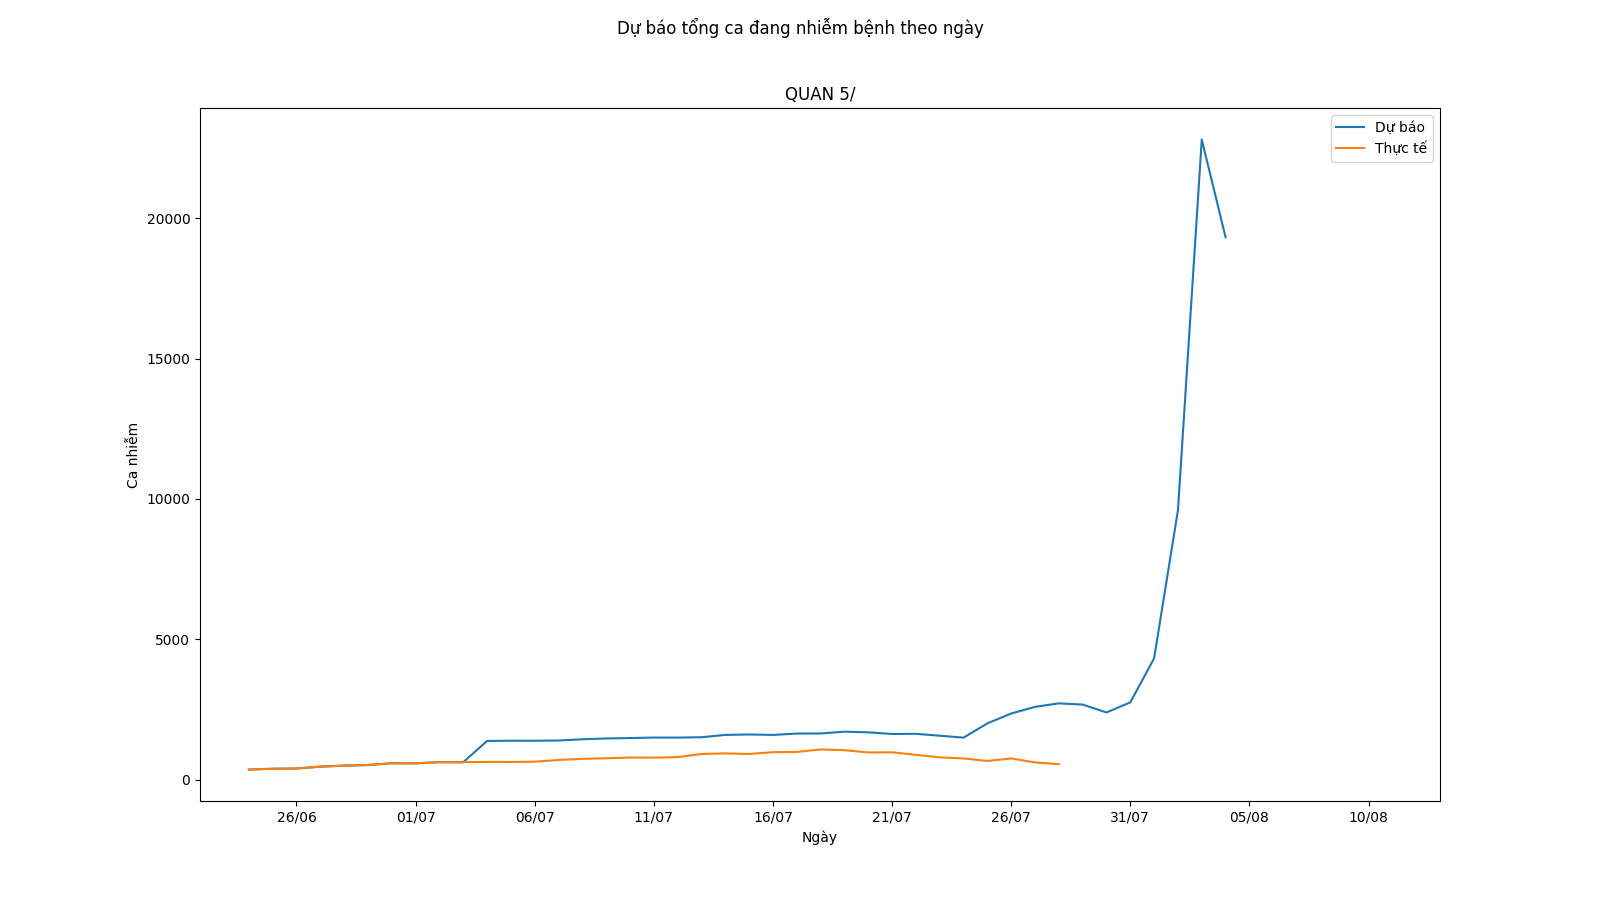 Dự báo tổng ca đang nhiễm bệnh theo ngày
QUAN 5/
Dự báo
Thực tế
20000
15000
10000
5000
0
Ca nhiễm
26/06 01/07 06/07 11/07 16/07 21/07 26/07 31/07 05/08 10/08
Ngày